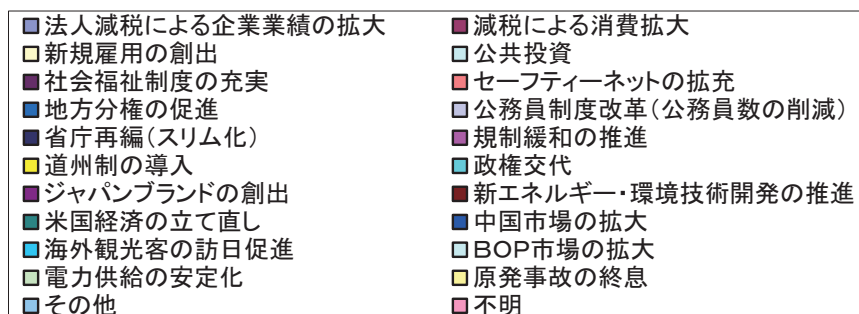 法人減税による企業業績の拡大 減税による消費拡大
新規雇用の創出 公共投資
社会福祉制度の充実 セーフティーネットの拡充
地方分権の促進 公務員制度改革(公務員数の削減)
省庁再編(スリム化) 規制緩和の推進
道州制の導入 政権交代
ジャパンブランドの創出 新エネルギー・環境技術開発の推進
米国経済の立て直し 中国市場の拡大
海外観光客の訪日促進 BOP市場の拡大
電力供給の安定化 原発事故の終息
その他 不明